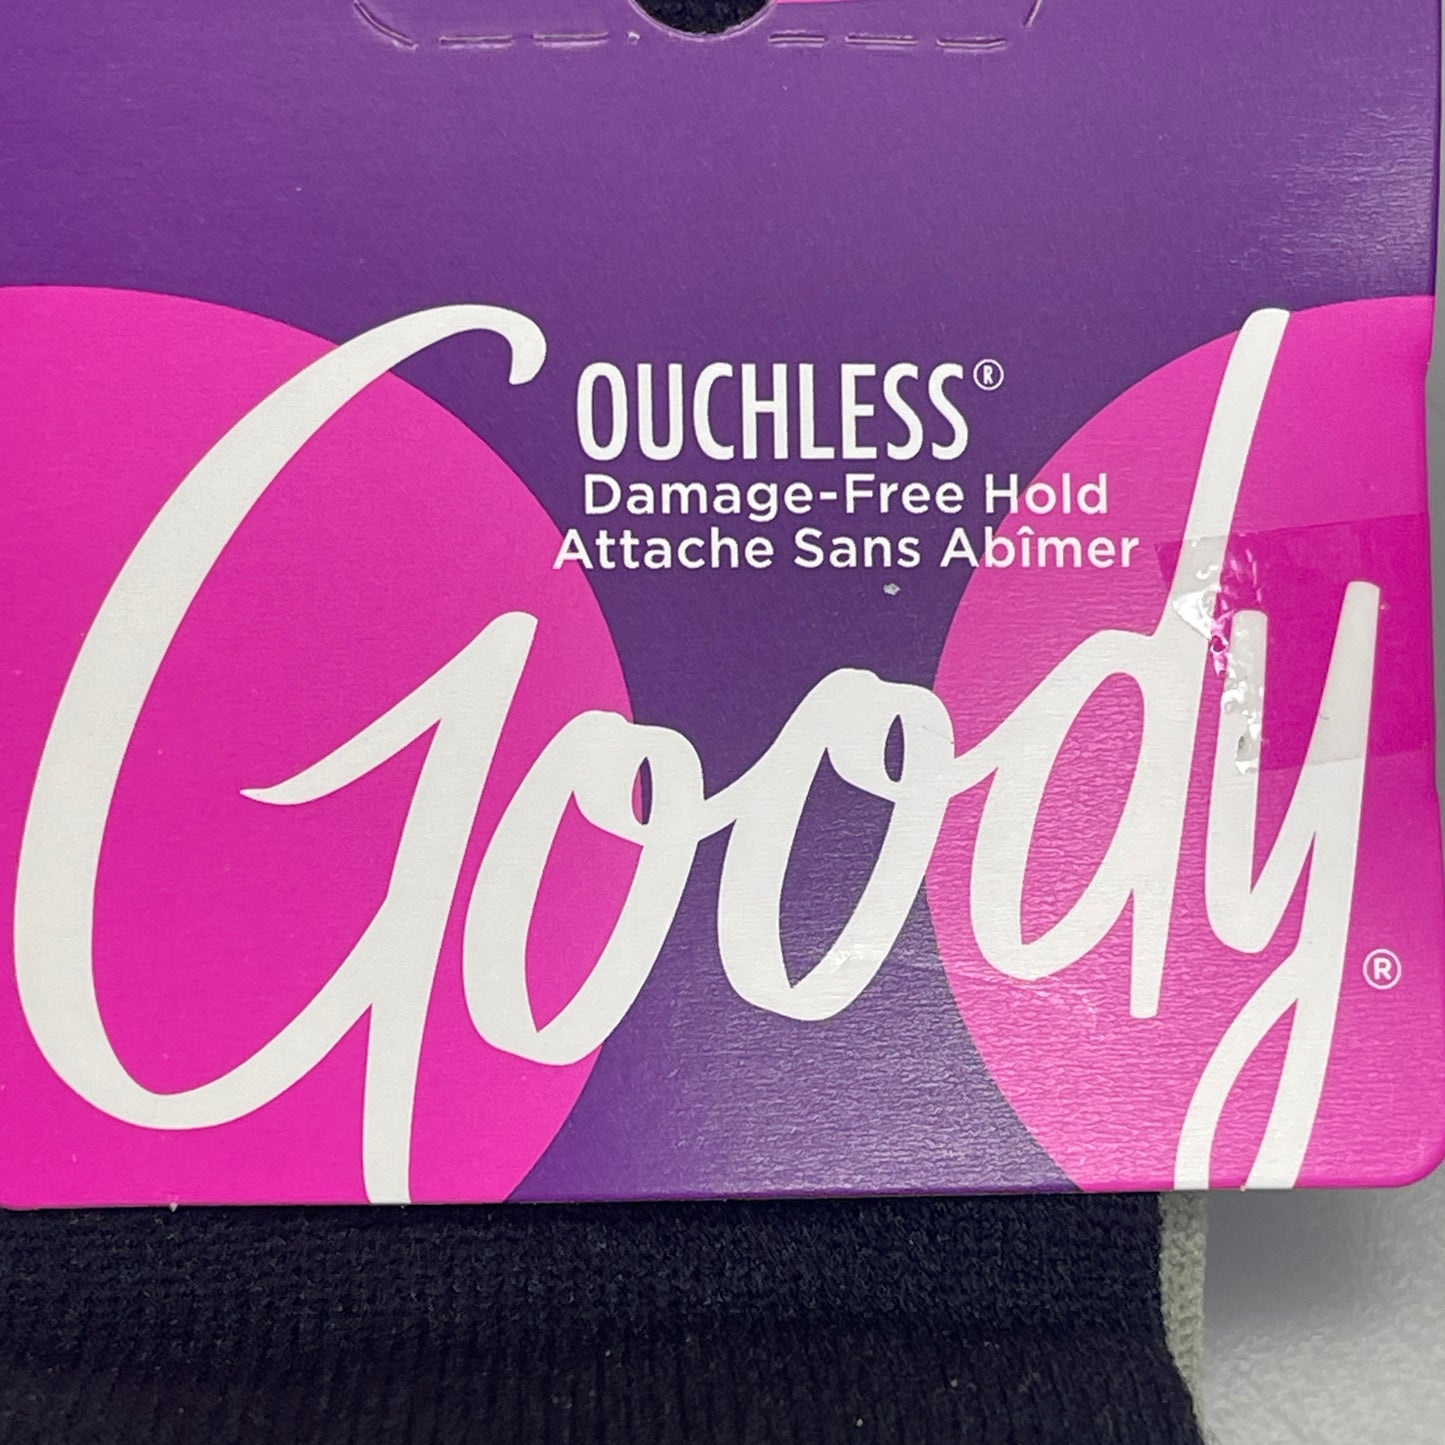 OUCHLESS®
Damage-Free Hold
Attache Sans Abîmer
Goody®